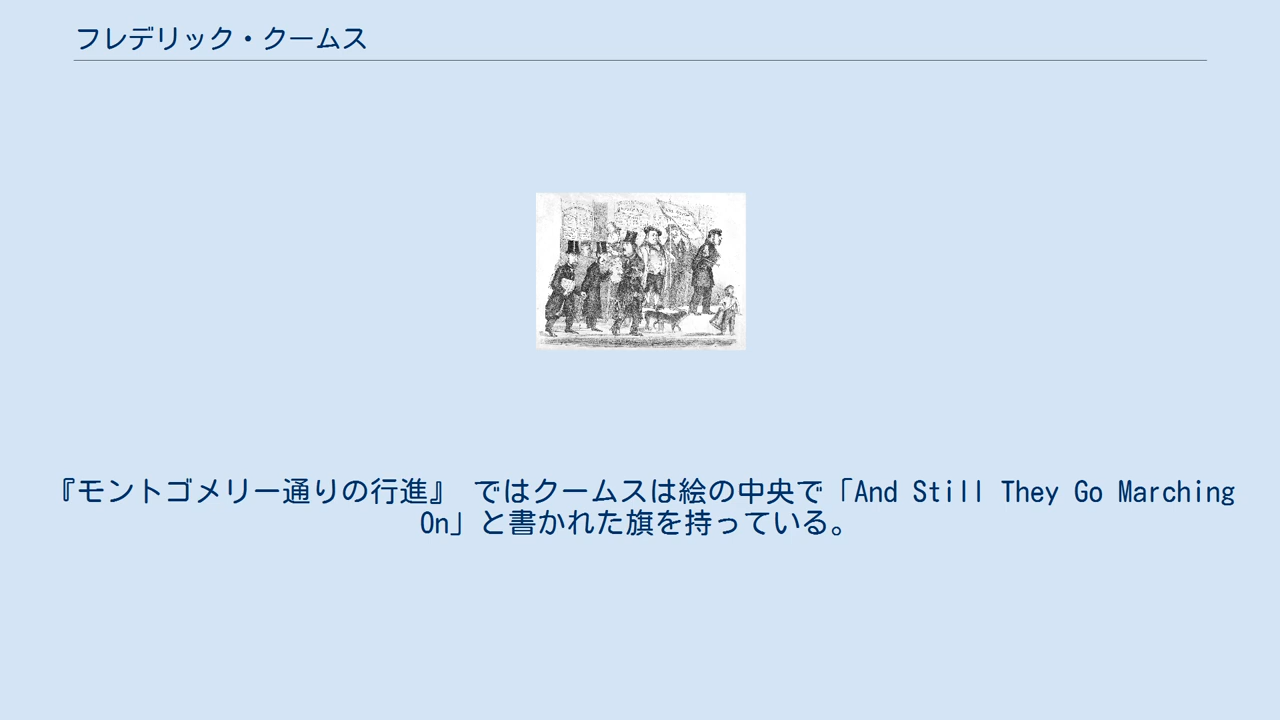 フレデリック・クームス
『モントゴメリー通りの行進』 ではクームスは絵の中央で「And Still They Go Marching
On」と書かれた旗を持っている。